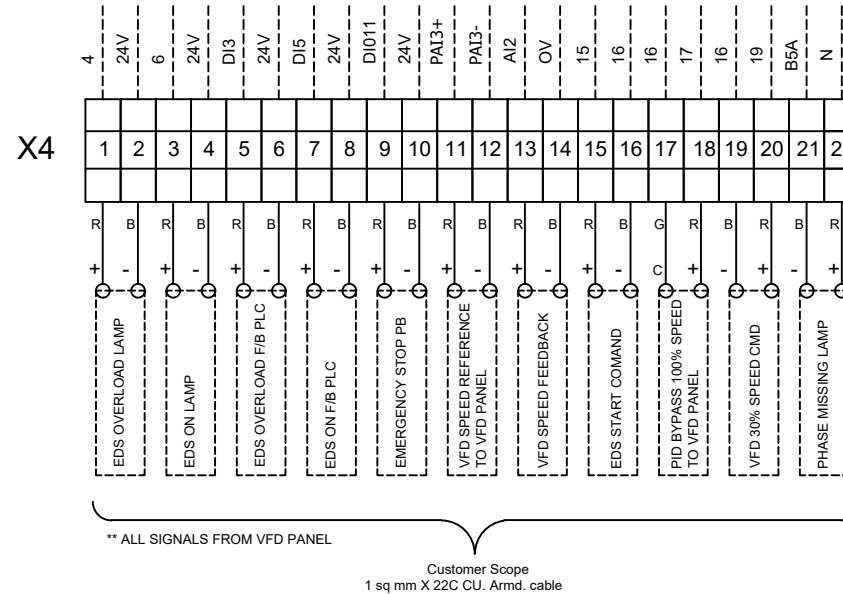 4
24V
6
24V
DI3
24V
DI5
24V
DI011
24V
PAI3+
PAI3-
AI2
OV
15
16
16
17
16
19
B5A
N
X4
1 2 3 4 5 6 7 8 9 10 11 12 13 14 15 16 17 18 19 20 21
R B R B R B R B R B R B R B R B G R B R B R
+ - + - + - + - + - + - + - + - C + - + - +
EDS OVERLOAD LAMP
EDS ON LAMP
EDS OVERLOAD F/B PLC
EDS ON F/B PLC
EMERGENCY STOP PB
VFD SPEED REFERENCE
TO VFD PANEL
VFD SPEED FEEDBACK
EDS START COMAND
PID BYPASS 100% SPEED
TO VFD PANEL
VFD 30% SPEED CMD
PHASE MISSING LAMP
** ALL SIGNALS FROM VFD PANEL
Customer Scope
1 sq mm X 22C CU. Armd. cable